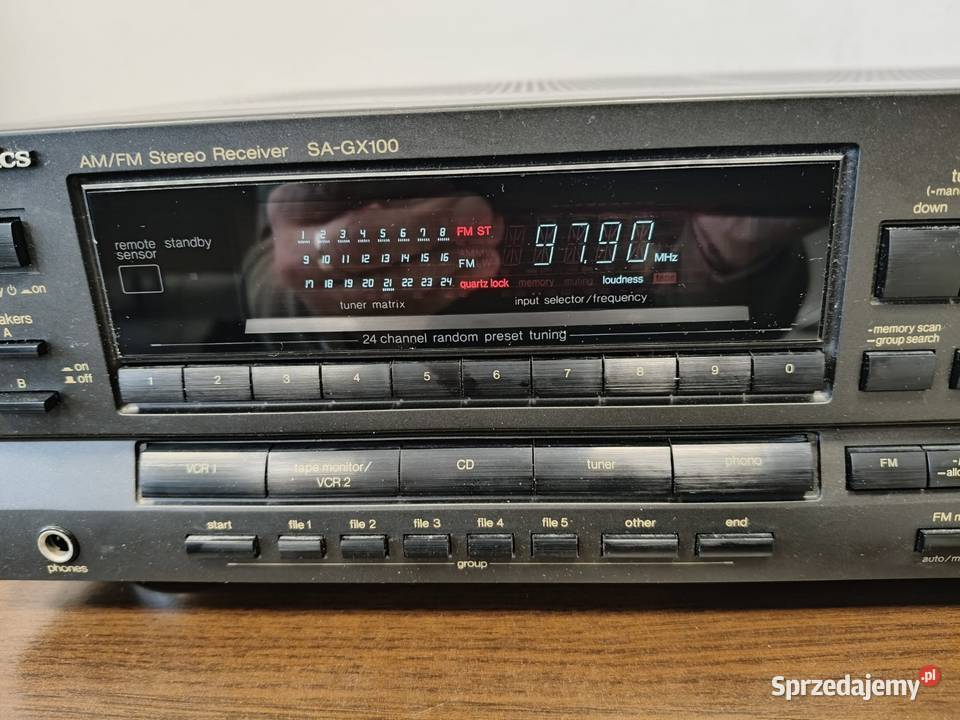 CS
AM/FM Stereo Receiver SA-GX100
remote sensor standby
1 2 3 4 5 6 7 8 FM ST
9 10 11 12 13 14 15 16 FM
17 18 19 20 21 22 23 24 quartz lock
97.90 MHz
memory muting loudness
tuner matrix
input selector/frequency
24 channel random preset tuning
down
on
A
on
off
B
-memory scan
-group search
1 2 3 4 5 6 7 8 9 0
VCR 1
tape monitor/
VCR 2
CD
tuner
phono
FM
start file 1 file 2 file 3 file 4 file 5 other end
group
phones
FM
Sprzedajemy.pl